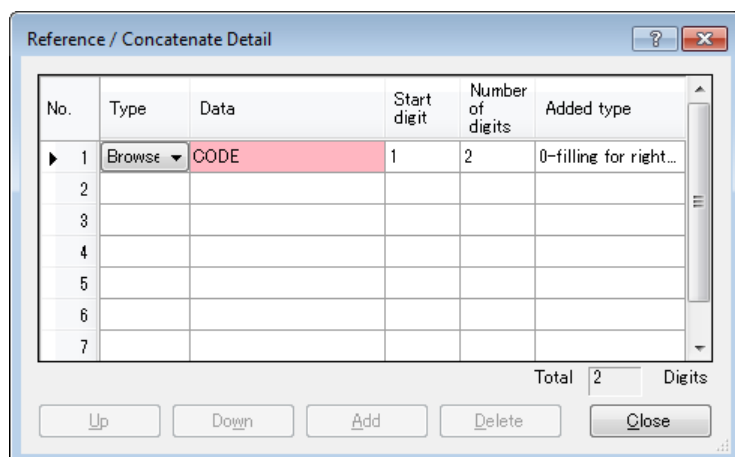 Reference / Concatenate Detail ?
No. Type Data Start digit Number of digits Added type
1 Browse CODE 1 2 0-filling for right...
2
3
4
5
6
7
Total 2 Digits
Up Down Add Delete Close